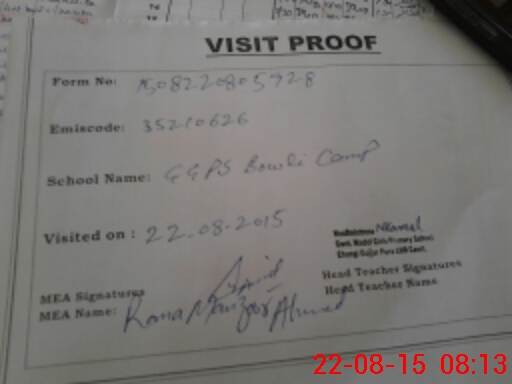 VISIT PROOF
Form No: 1508220805928
Emiscode: 35210626
School Name: GGPS Bowli Camp
Visited on : 22.08.2015
Headmistress
Govt. Model Girls Primary School
Head Teacher Signatures
Head Teacher Name
MEA Signatures
MEA Name: Rana Manzoor Ahmed
22-08-15 08:13